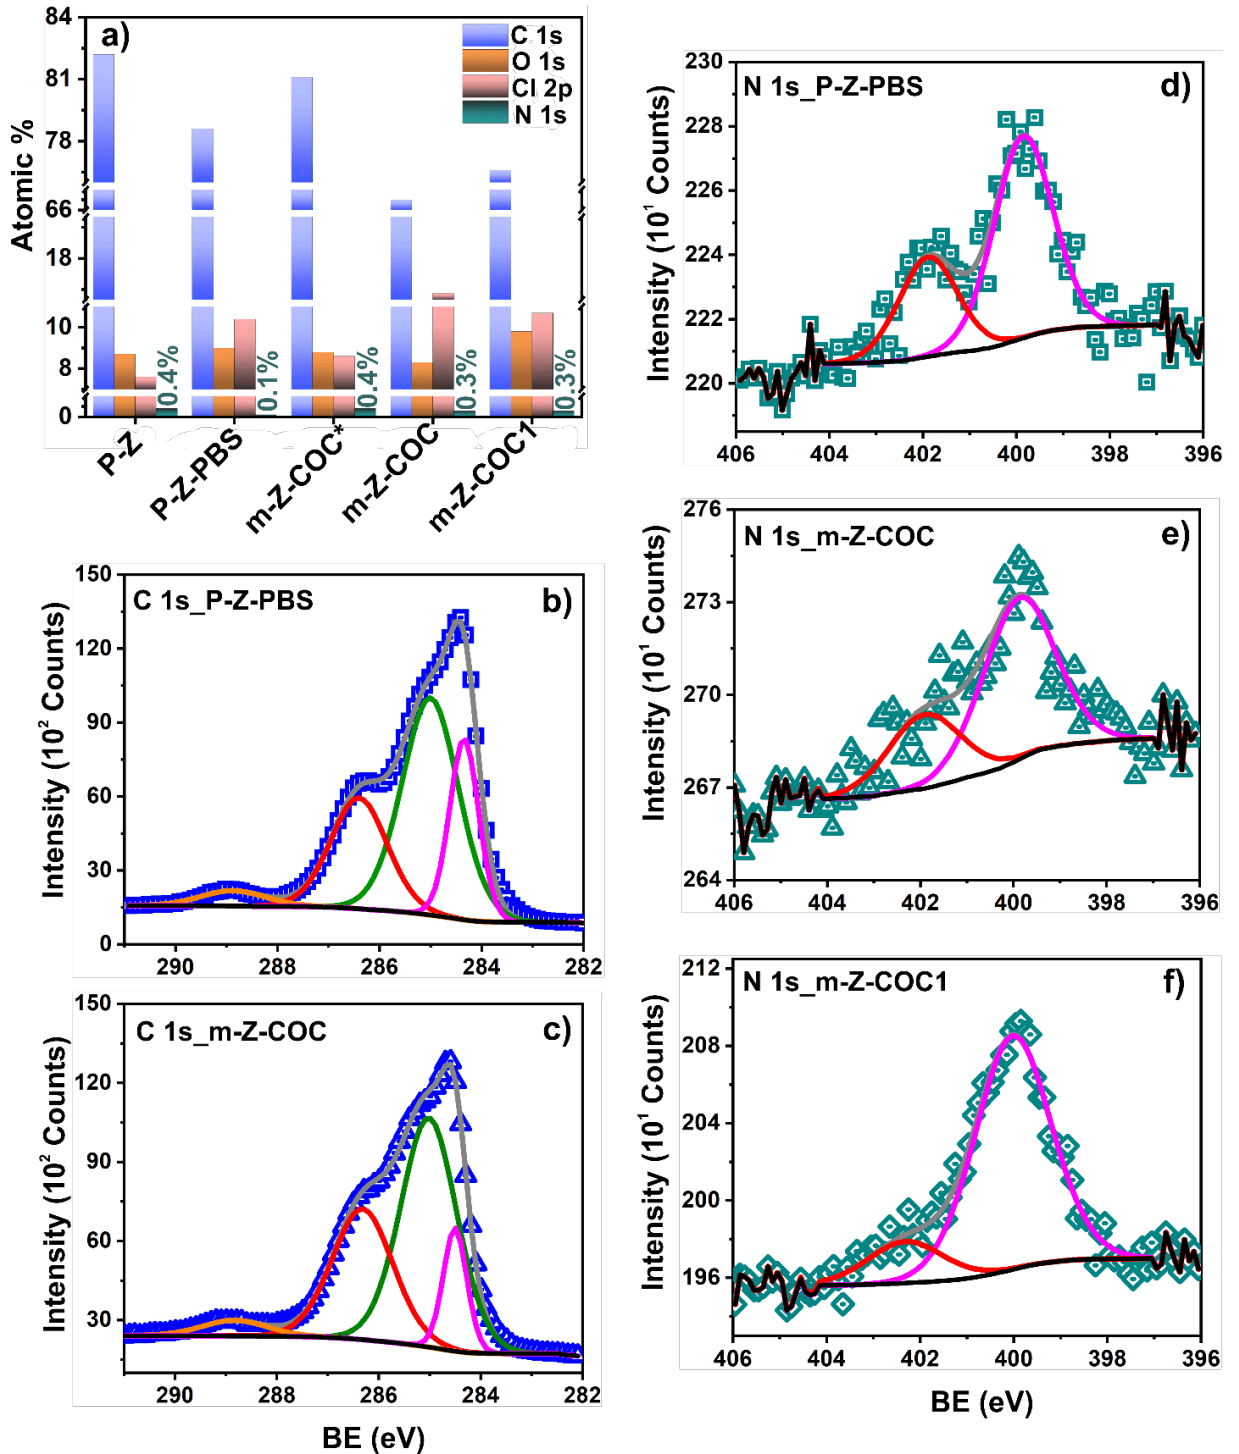 a)
C 1s
O 1s
Cl 2p
N 1s
Atomic %
84
81
78
66
18
10
8
0
0.4%
0.1%
0.4%
0.3%
0.3%
P-Z
P-Z-PBS
m-Z-COC*
m-Z-COC
m-Z-COC1
C 1s_P-Z-PBS
b)
Intensity (10² Counts)
150
120
90
60
30
0
290 288 286 284 282
C 1s_m-Z-COC
c)
Intensity (10² Counts)
150
120
90
60
30
290 288 286 284 282
BE (eV)
N 1s_P-Z-PBS
d)
Intensity (10¹ Counts)
230
228
226
224
222
220
406 404 402 400 398 396
N 1s_m-Z-COC
e)
Intensity (10¹ Counts)
276
273
270
267
264
406 404 402 400 398 396
N 1s_m-Z-COC1
f)
Intensity (10¹ Counts)
212
208
204
200
196
406 404 402 400 398 396
BE (eV)